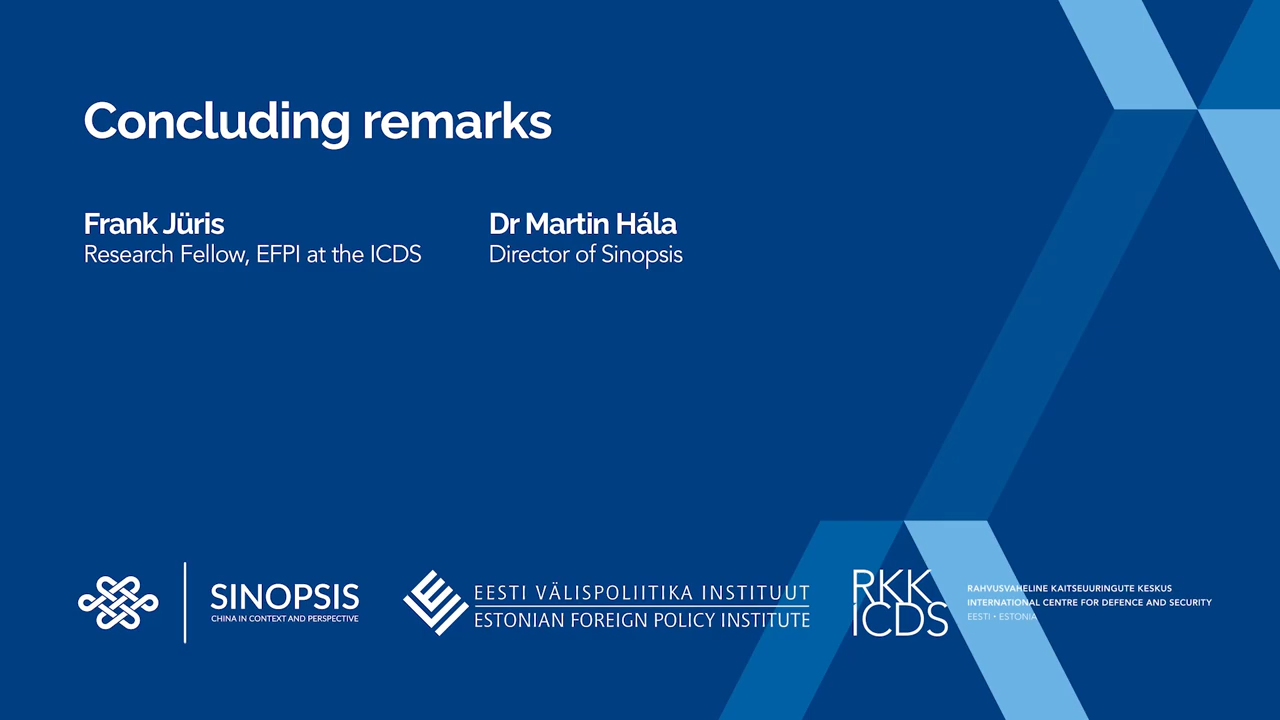 Concluding remarks
Frank Jüris
Research Fellow, EFPI at the ICDS
Dr Martin Hála
Director of Sinopsis
SINOPSIS
CHINA IN CONTEXT AND PERSPECTIVE
EESTI VÄLISPOLIITIKA INSTITUUT
ESTONIAN FOREIGN POLICY INSTITUTE
RKK
ICDS
RAHVUSVAHELINE KAITSEUURINGUTE KESKUS
INTERNATIONAL CENTRE FOR DEFENCE AND SECURITY
EESTI • ESTONIA